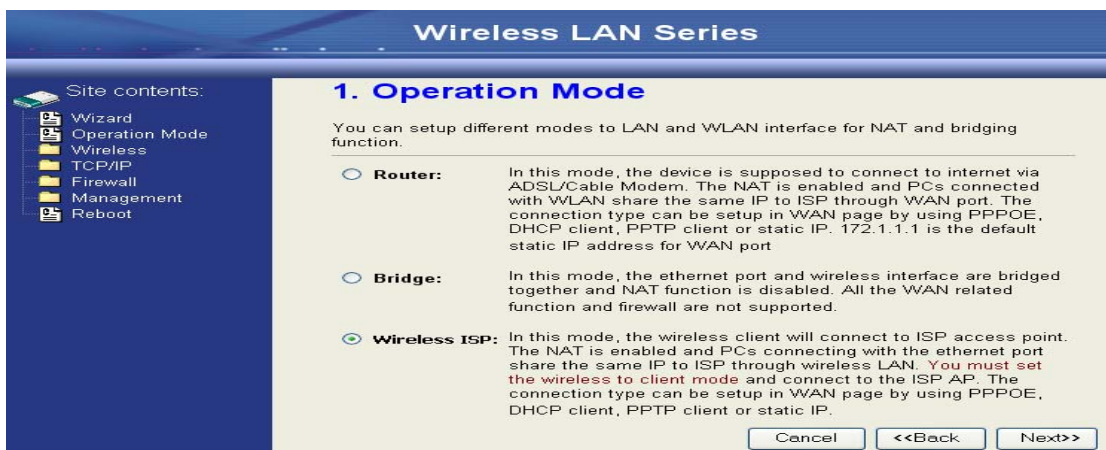 Wireless LAN Series
Site contents:
Wizard
Operation Mode
Wireless
TCP/IP
Firewall
Management
Reboot
1. Operation Mode
You can setup different modes to LAN and WLAN interface for NAT and bridging
function.
Router:
In this mode, the device is supposed to connect to internet via
ADSL/Cable Modem. The NAT is enabled and PCs connected
with WLAN share the same IP to ISP through WAN port. The
connection type can be setup in WAN page by using PPPOE,
DHCP client, PPTP client or static IP. 172.1.1.1 is the default
static IP address for WAN port
Bridge:
In this mode, the ethernet port and wireless interface are bridged
together and NAT function is disabled. All the WAN related
function and firewall are not supported.
Wireless ISP:
In this mode, the wireless client will connect to ISP access point.
The NAT is enabled and PCs connecting with the ethernet port
share the same IP to ISP through wireless LAN. You must set
the wireless to client mode and connect to the ISP AP. The
connection type can be setup in WAN page by using PPPOE,
DHCP client, PPTP client or static IP.
Cancel
<<Back
Next>>